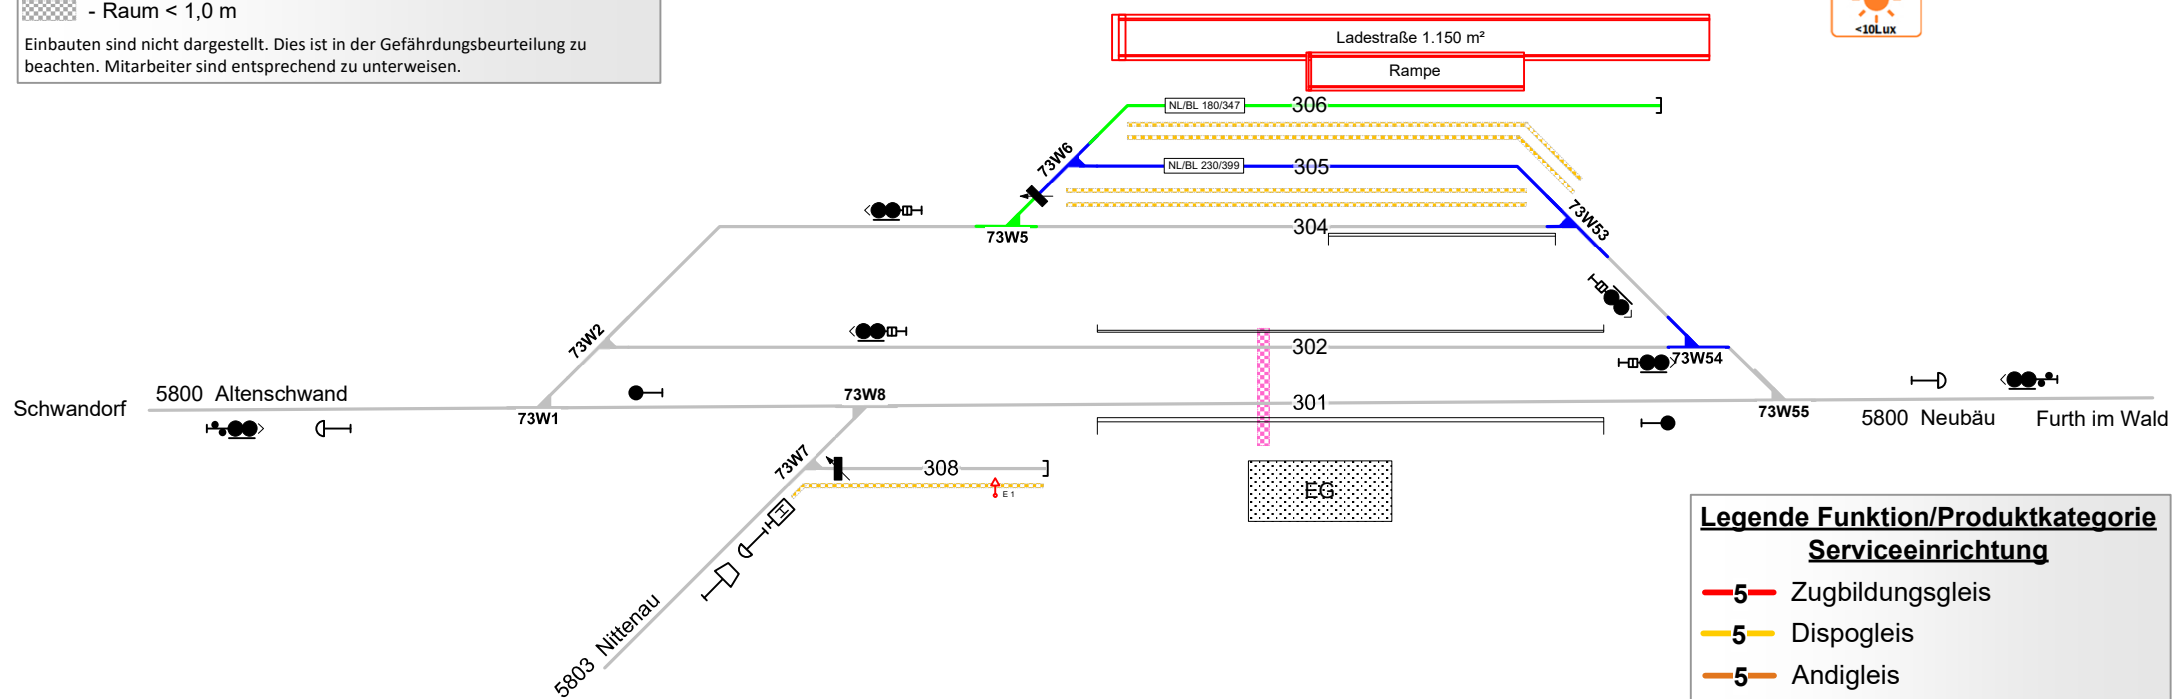 - Raum < 1,0 m
Einbauten sind nicht dargestellt. Dies ist in der Gefährdungsbeurteilung zu
beachten. Mitarbeiter sind entsprechend zu unterweisen.
<10Lux
Ladestraße 1.150 m²
Rampe
NL/BL 180/347
306
73W6
NL/BL 230/399
305
73W53
73W5
304
73W2
302
73W54
5800 Altenschwand
Schwandorf
73W1
73W8
301
73W55
5800 Neubäu
Furth im Wald
73W7
308
E 1
EG
5803 Nittenau
Legende Funktion/Produktkategorie
Serviceeinrichtung
5 Zugbildungsgleis
5 Dispogleis
5 Andigleis